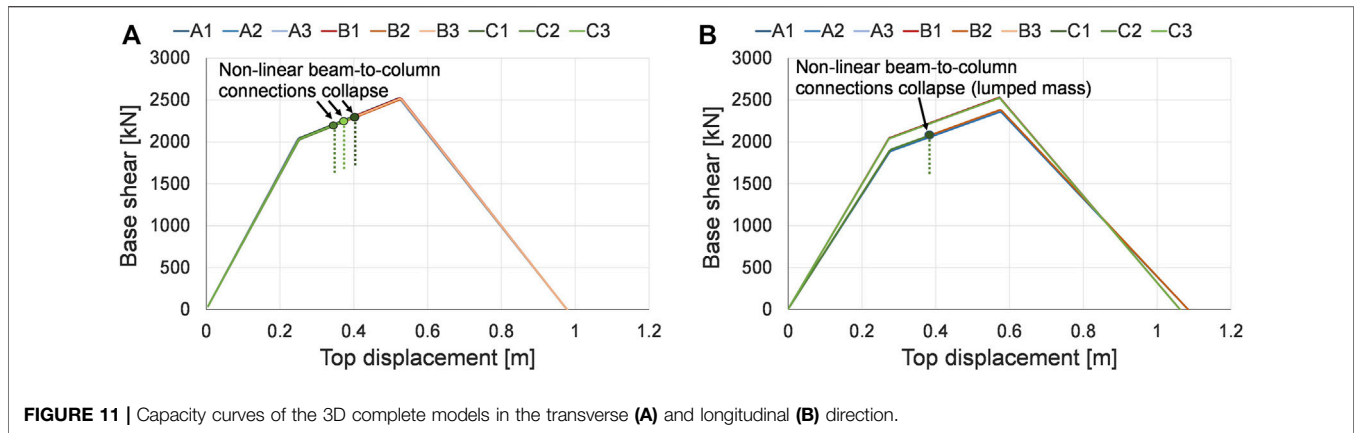 A
A1 A2 A3 B1 B2 B3 C1 C2 C3
Non-linear beam-to-column
connections collapse
3000
2500
2000
1500
1000
500
0
Base shear [kN]
0 0.2 0.4 0.6 0.8 1 1.2
Top displacement [m]
B
A1 A2 A3 B1 B2 B3 C1 C2 C3
Non-linear beam-to-column
connections collapse (lumped mass)
3000
2500
2000
1500
1000
500
0
Base shear [kN]
0 0.2 0.4 0.6 0.8 1 1.2
Top displacement [m]
FIGURE 11 | Capacity curves of the 3D complete models in the transverse (A) and longitudinal (B) direction.